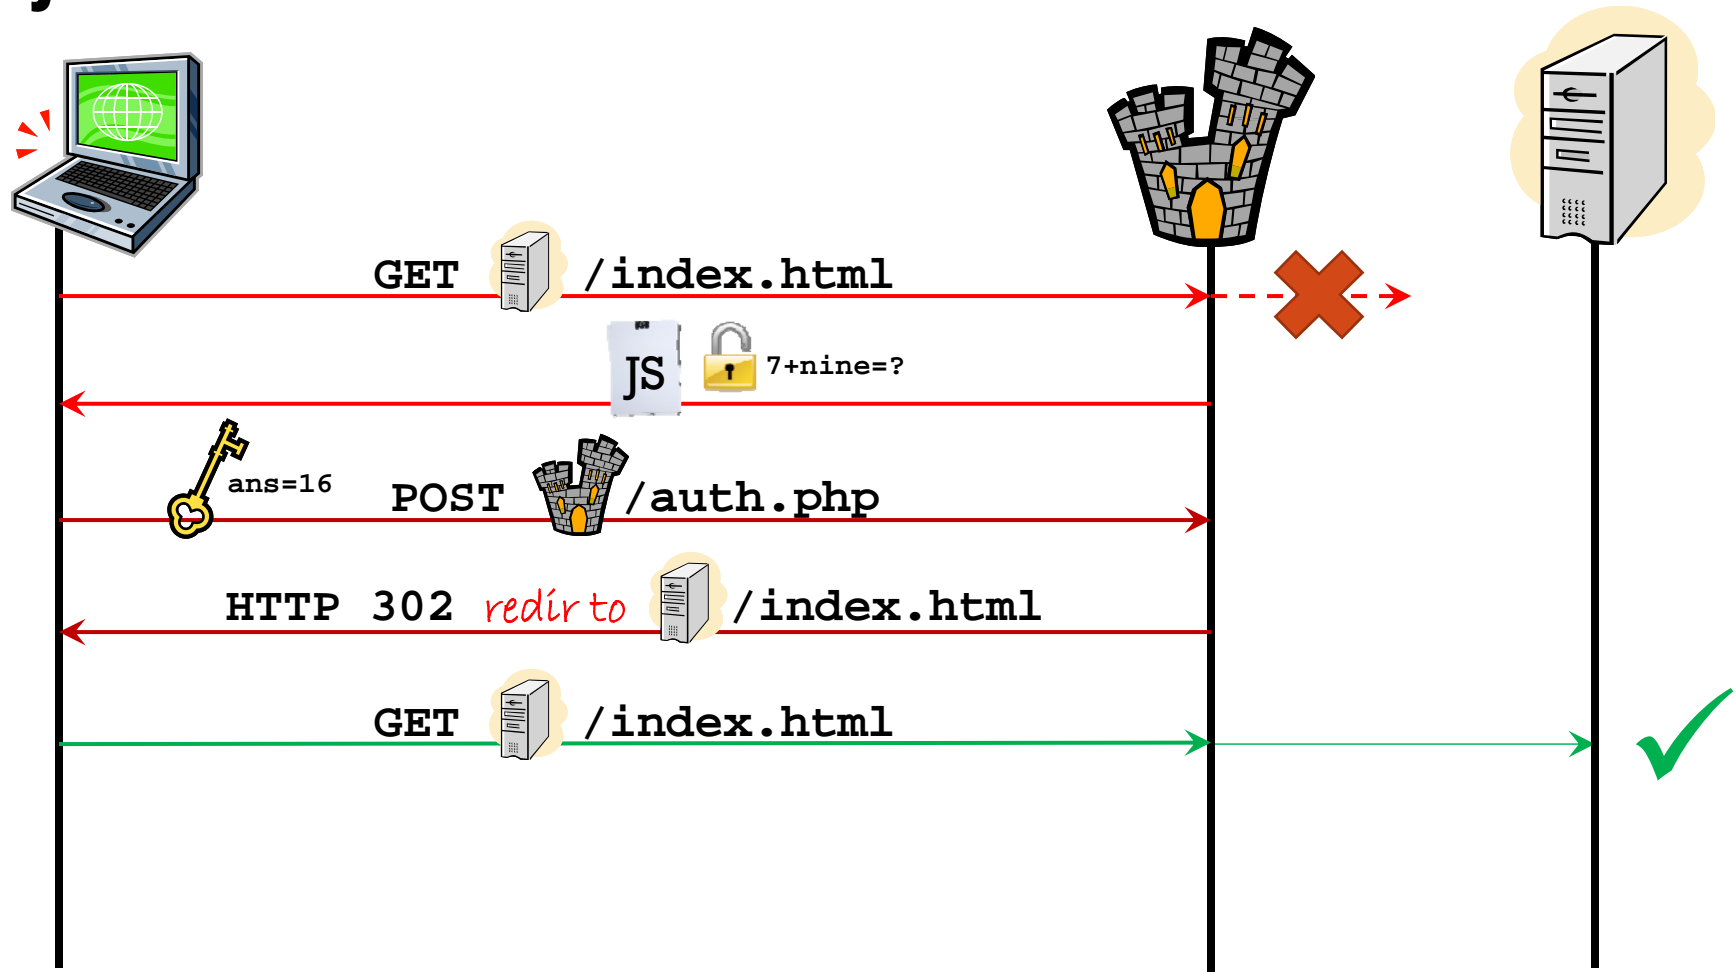 GET /index.html
JS 7+nine=?
ans=16 POST /auth.php
HTTP 302 redir to /index.html
GET /index.html